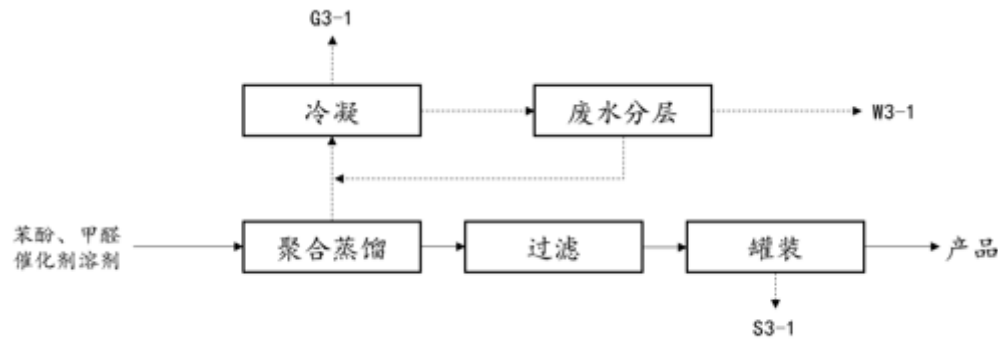 G3-1
冷凝
废水分层
W3-1
苯酚、甲醛
催化剂溶剂
聚合蒸馏
过滤
罐装
产品
S3-1